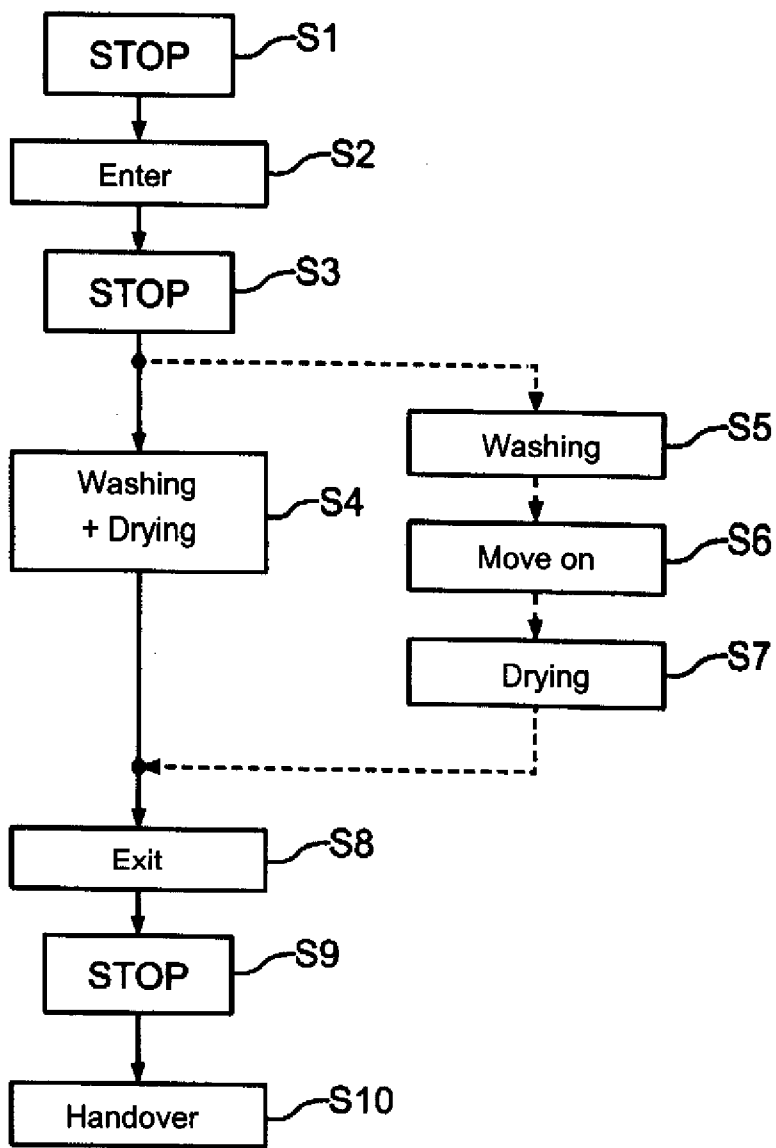 STOP S1
Enter S2
STOP S3
Washing
+ Drying S4
Washing S5
Move on S6
Drying S7
Exit S8
STOP S9
Handover S10